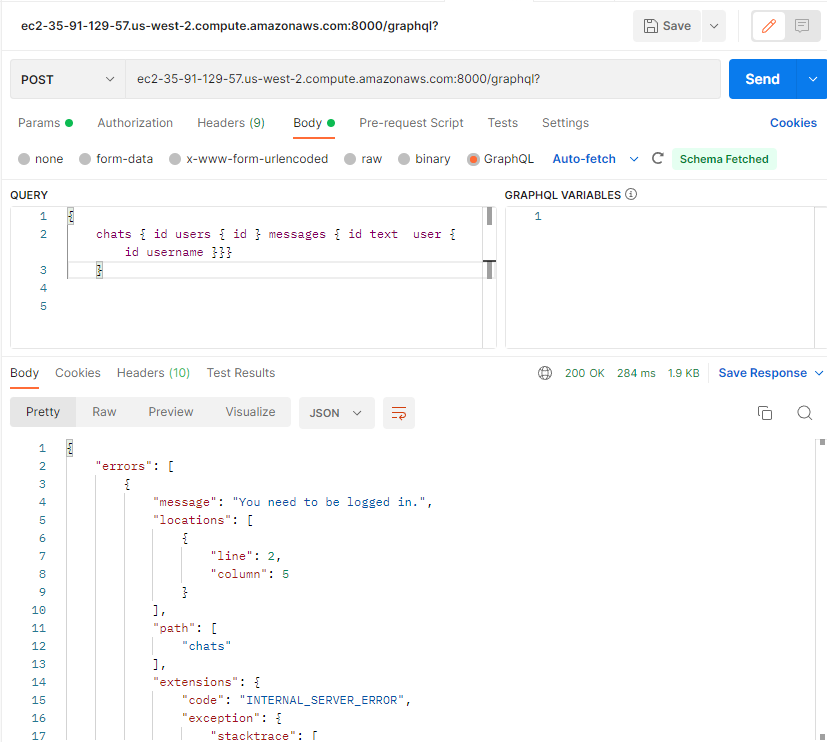 ec2-35-91-129-57.us-west-2.compute.amazonaws.com:8000/graphql?
Save
POST
ec2-35-91-129-57.us-west-2.compute.amazonaws.com:8000/graphql?
Send
Params
Authorization
Headers (9)
Body
Pre-request Script
Tests
Settings
Cookies
none
form-data
x-www-form-urlencoded
raw
binary
GraphQL
Auto-fetch
Schema Fetched
QUERY
1 {
2 chats { id users { id } messages { id text  user {
id username }}}
3 }
4
5
GRAPHQL VARIABLES
1
Body
Cookies
Headers (10)
Test Results
200 OK
284 ms
1.9 KB
Save Response
Pretty
Raw
Preview
Visualize
JSON
1 {
2 "errors": [
3 {
4 "message": "You need to be logged in.",
5 "locations": [
6 {
7 "line": 2,
8 "column": 5
9 }
10 ],
11 "path": [
12 "chats"
13 ],
14 "extensions": {
15 "code": "INTERNAL_SERVER_ERROR",
16 "exception": {
17 "stacktrace": [